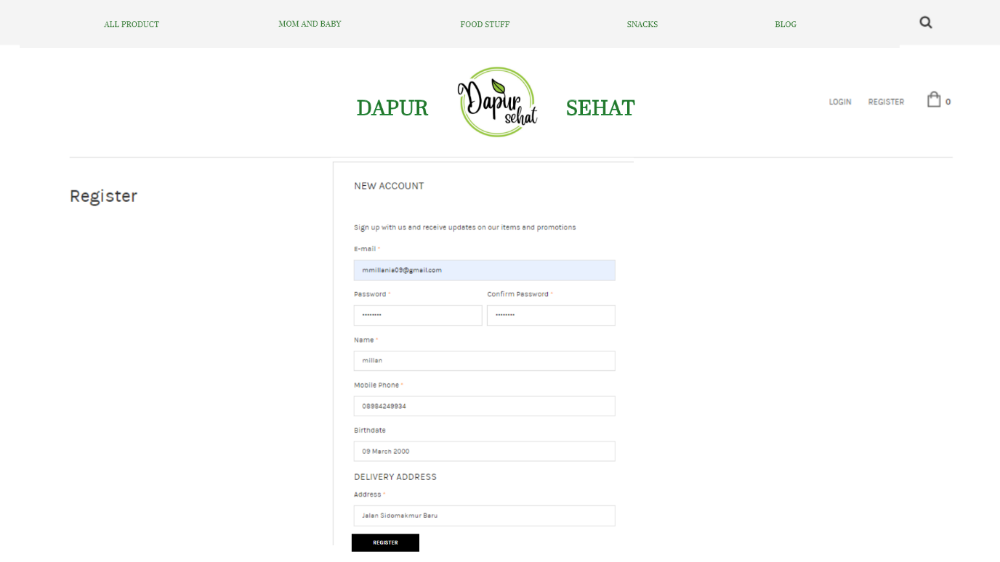 ALL PRODUCT MOM AND BABY FOOD STUFF SNACKS BLOG
DAPUR Dapur sehat SEHAT
LOGIN REGISTER 0
Register
NEW ACCOUNT
Sign up with us and receive updates on our items and promotions
E-mail *
mmillania09@gmail.com
Password * Confirm Password *
•••••••• ••••••••
Name *
millan
Mobile Phone *
08984249934
Birthdate
09 March 2000
DELIVERY ADDRESS
Address *
Jalan Sidomakmur Baru
REGISTER